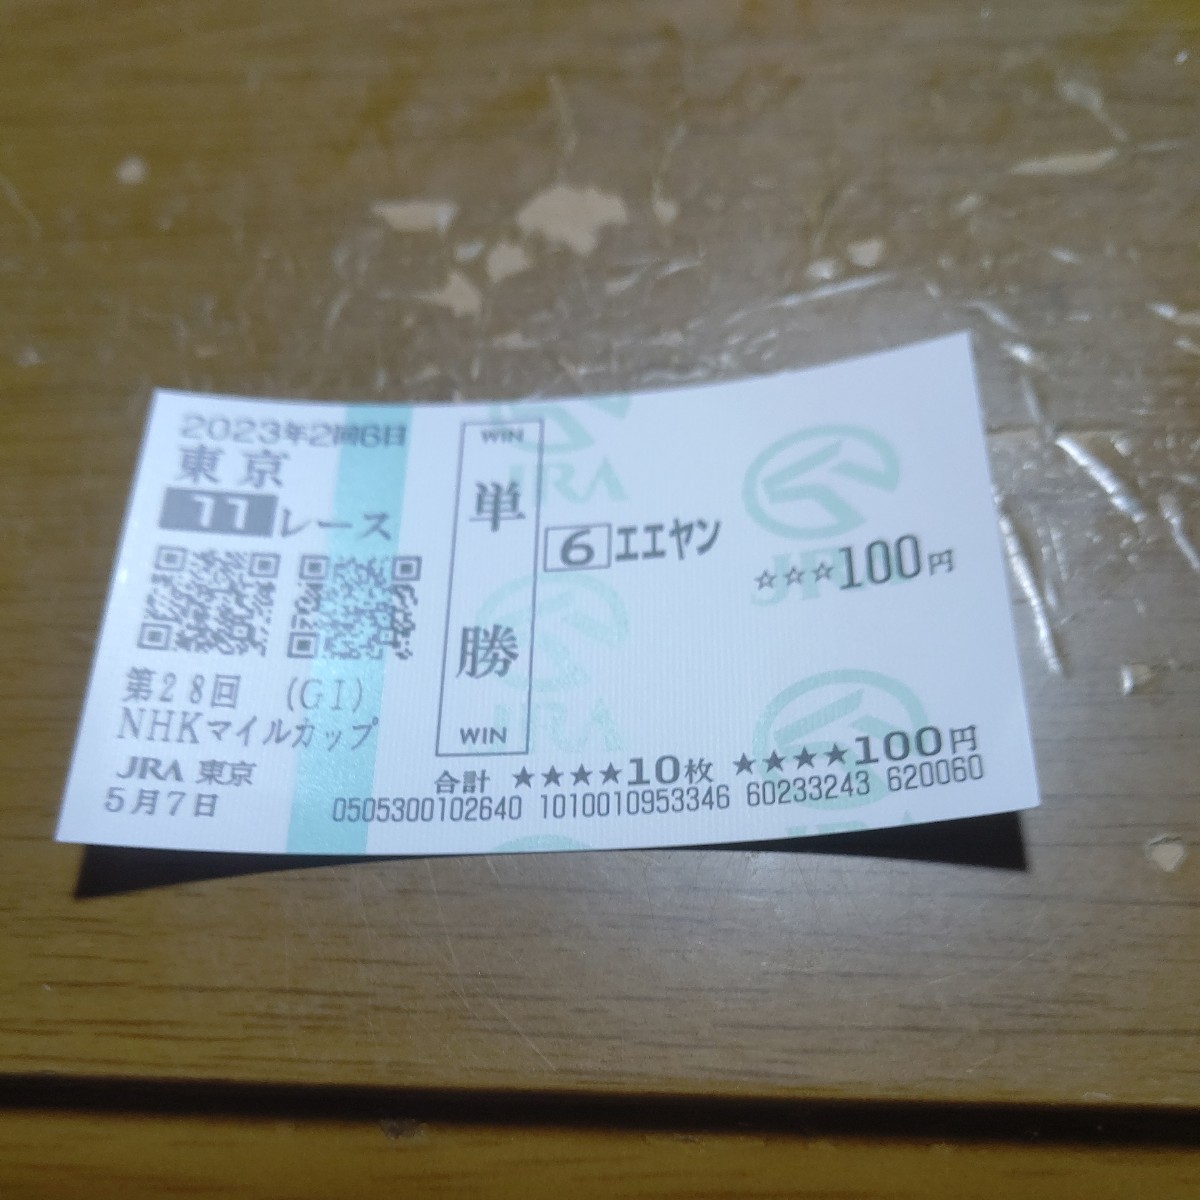 2023年2回6日
東京
11レース
第28回 (GI)
NHKマイルカップ
JRA 東京
5月7日
WIN
単勝
WIN
6 エエヤン
☆☆☆100円
合計 ★★★★10枚 ★★★★100円
0505300102640 1010010953346 60233243 620060
JRA
JRA
JRA
JRA
JRA